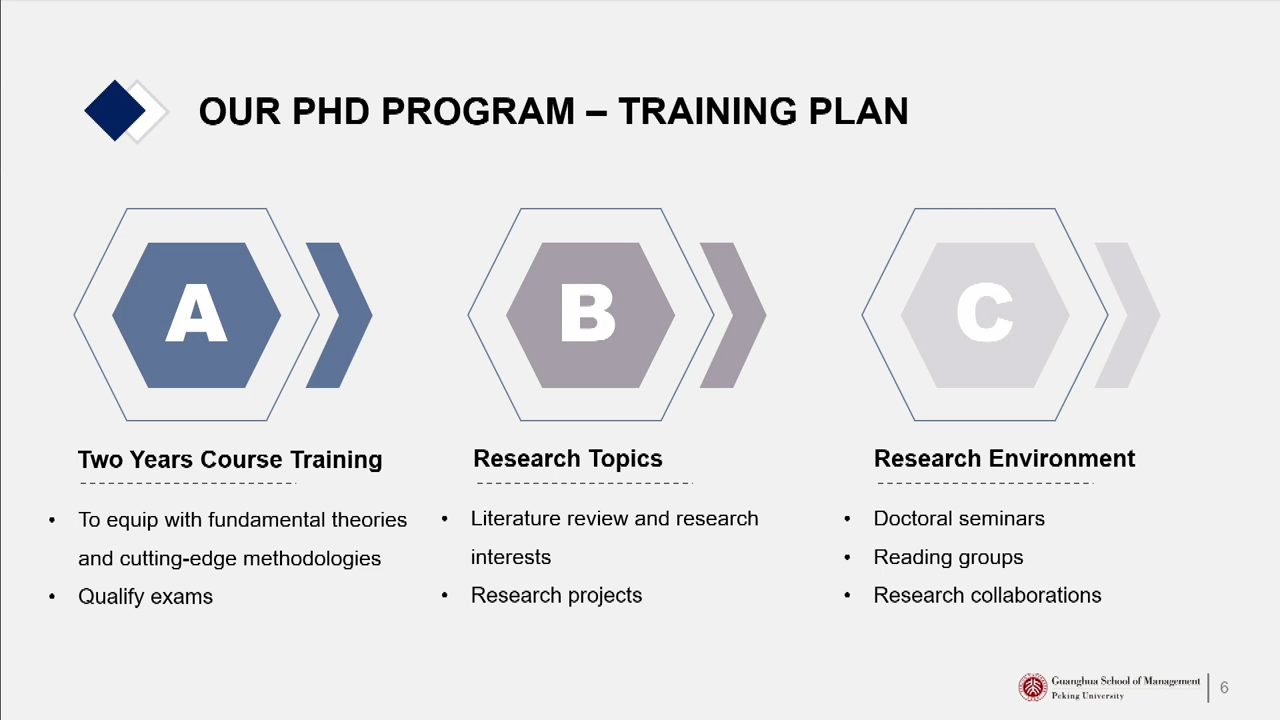 OUR PHD PROGRAM – TRAINING PLAN
A
B
C
Two Years Course Training
• To equip with fundamental theories
and cutting-edge methodologies
• Qualify exams
Research Topics
• Literature review and research
interests
• Research projects
Research Environment
• Doctoral seminars
• Reading groups
• Research collaborations
Guanghua School of Management
Peking University
6